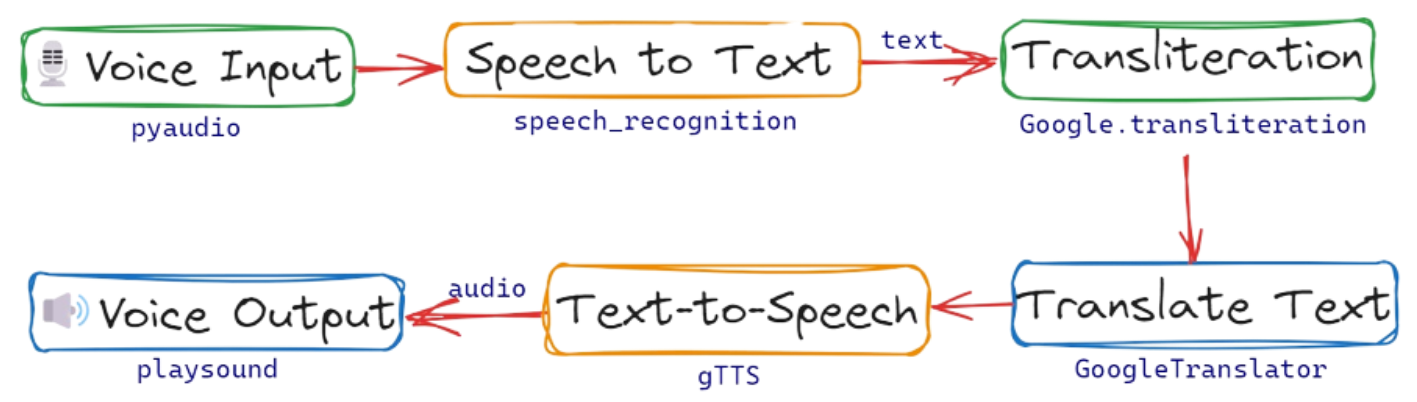 Voice Input
pyaudio
Speech to Text
speech_recognition
text
Transliteration
Google.transliteration
Translate Text
GoogleTranslator
Text-to-Speech
gTTS
audio
Voice Output
playsound